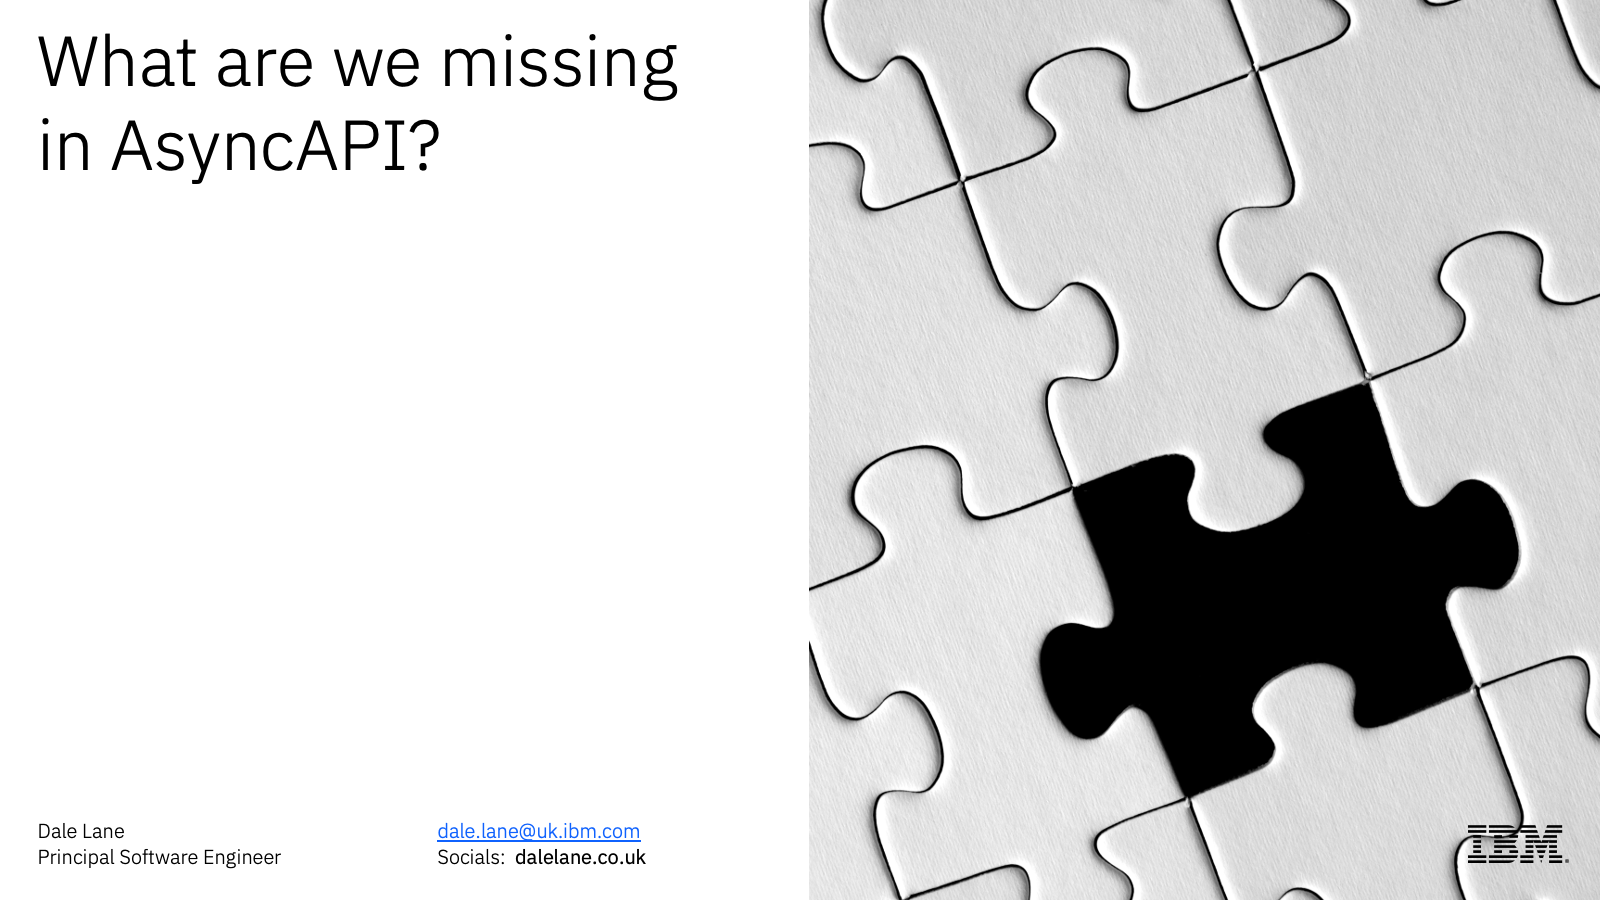 What are we missing
in AsyncAPI?
Dale Lane
Principal Software Engineer
dale.lane@uk.ibm.com
Socials: dalelane.co.uk
IBM.